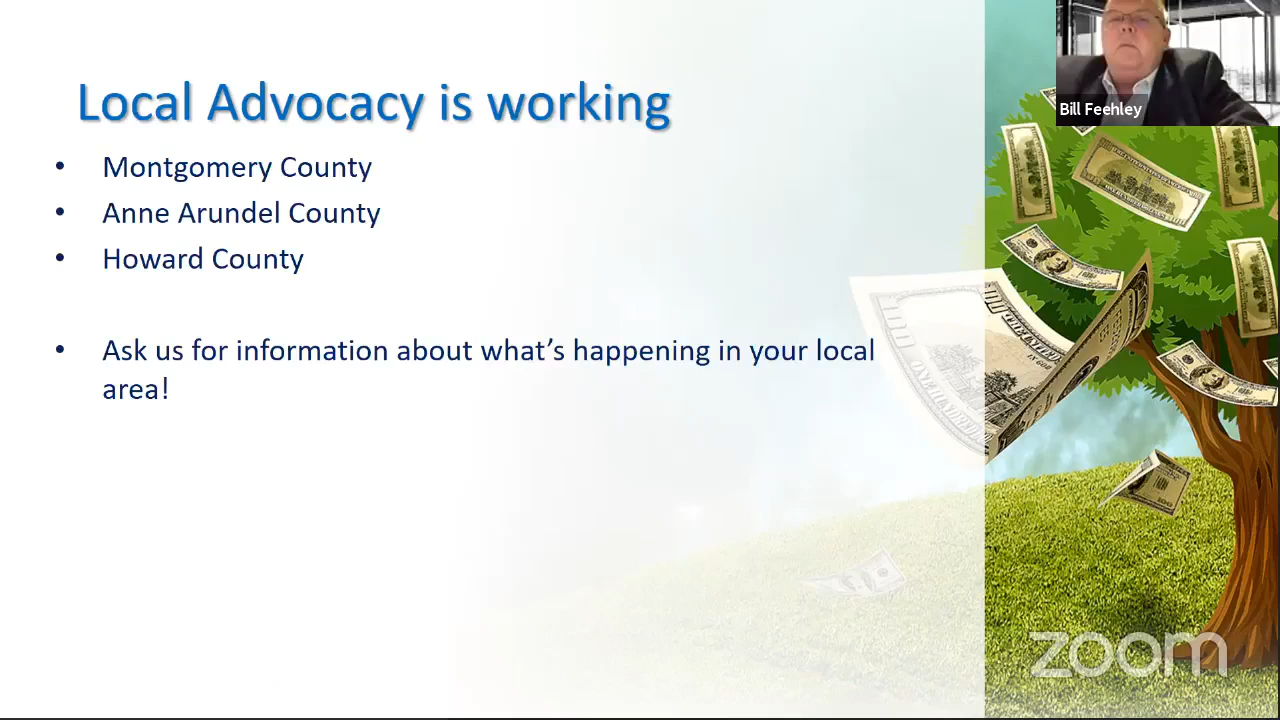 Local Advocacy is working
• Montgomery County
• Anne Arundel County
• Howard County
• Ask us for information about what’s happening in your local
area!
Bill Feehley
zoom